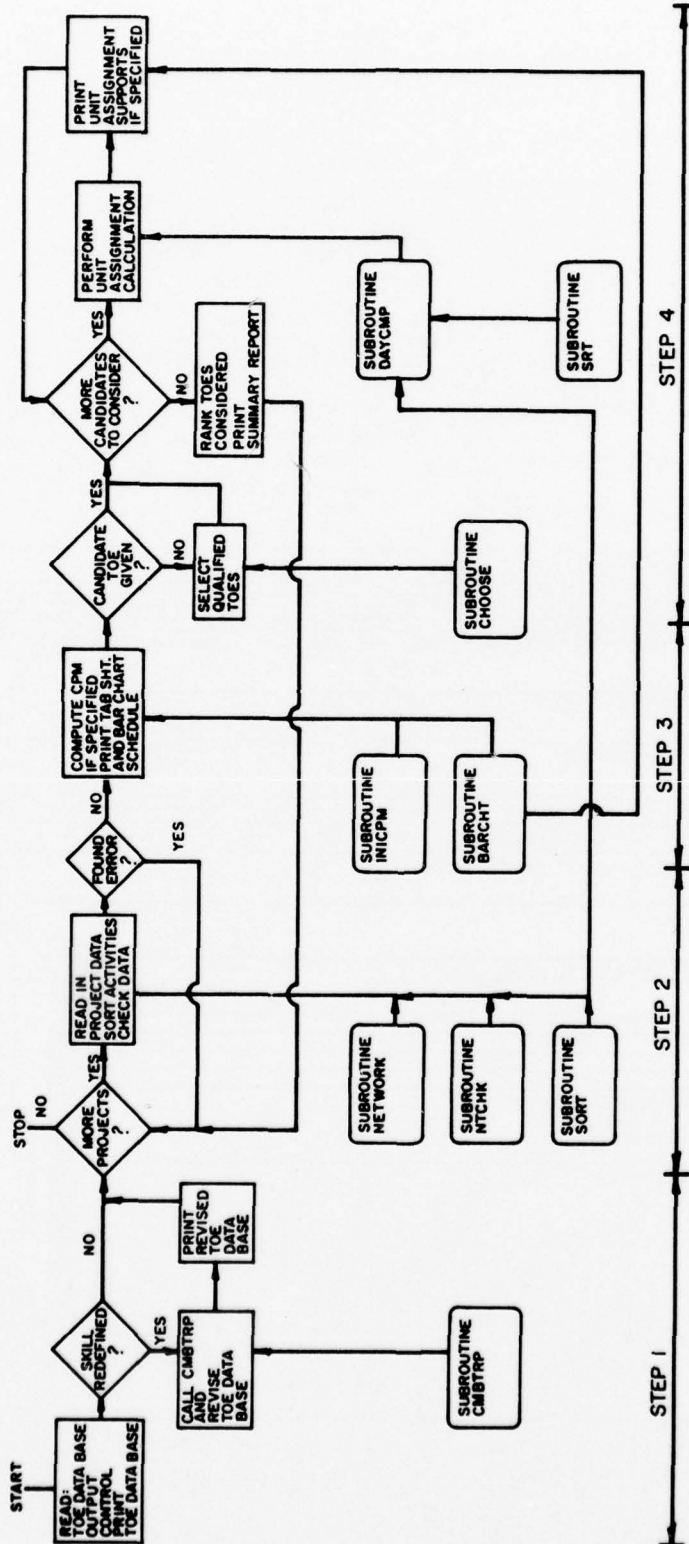 START
READ:
TOE DATA BASE
OUTPUT
CONTROL
PRINT
TOE DATA BASE
SKILL
REDEFINED
?
NO
YES
CALL CMBTRP
AND
REVISE
TOE DATA
BASE
PRINT
REVISED
TOE
DATA
BASE
SUBROUTINE
CMBTRP
STEP 1
STOP
NO
MORE
PROJECTS
?
YES
READ IN
PROJECT DATA
SORT ACTIVITIES
CHECK DATA
FOUND
ERROR
?
NO
YES
SUBROUTINE
NETWORK
SUBROUTINE
NTCHK
SUBROUTINE
SORT
STEP 2
COMPUTE CPM
IF SPECIFIED
PRINT TAB SHT.
AND BAR CHART
SCHEDULE
SUBROUTINE
INICPM
SUBROUTINE
BARCHT
STEP 3
CANDIDATE
TOE
GIVEN
?
YES
NO
SELECT
QUALIFIED
TOES
SUBROUTINE
CHOOSE
MORE
CANDIDATES
TO CONSIDER
?
YES
NO
RANK TOES
CONSIDERED
PRINT
SUMMARY REPORT
PERFORM
UNIT
ASSIGNMENT
CALCULATION
PRINT
UNIT
ASSIGNMENT
SUPPORTS
IF SPECIFIED
SUBROUTINE
DAYCMP
SUBROUTINE
SRT
STEP 4